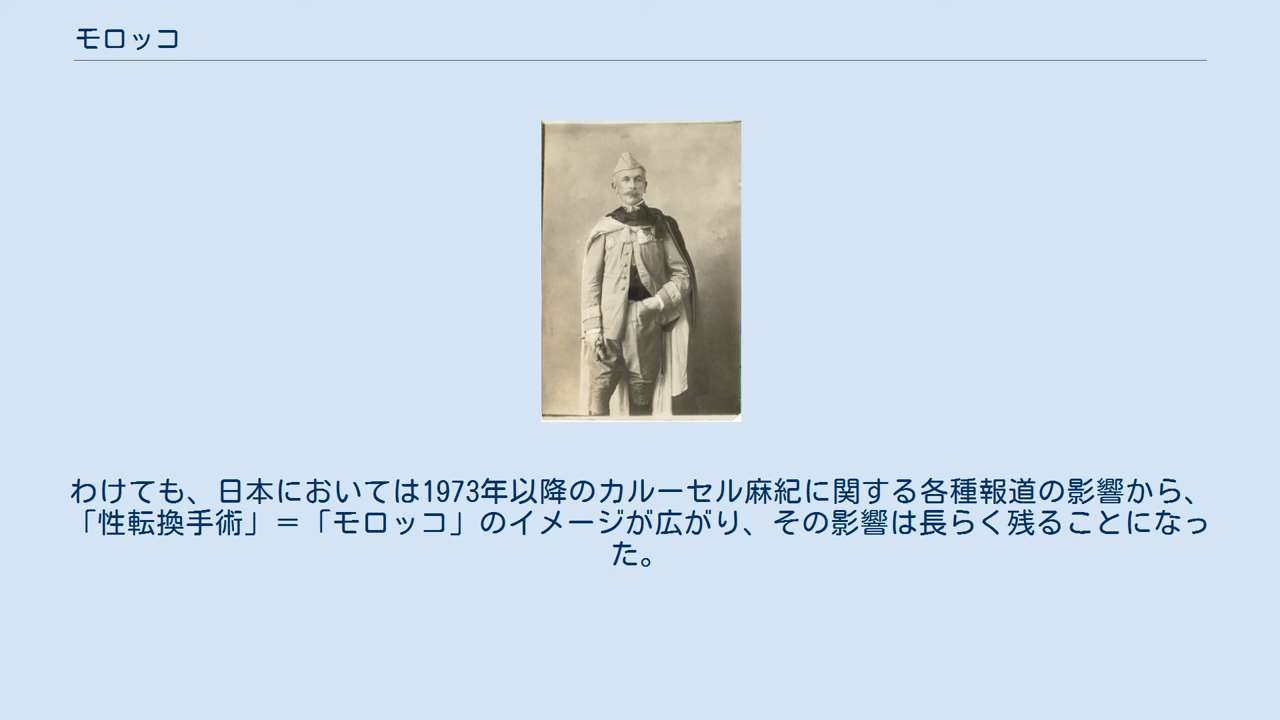 モロッコ
わけても、日本においては1973年以降のカルーセル麻紀に関する各種報道の影響から、
「性転換手術」＝「モロッコ」のイメージが広がり、その影響は長らく残ることになっ
た。